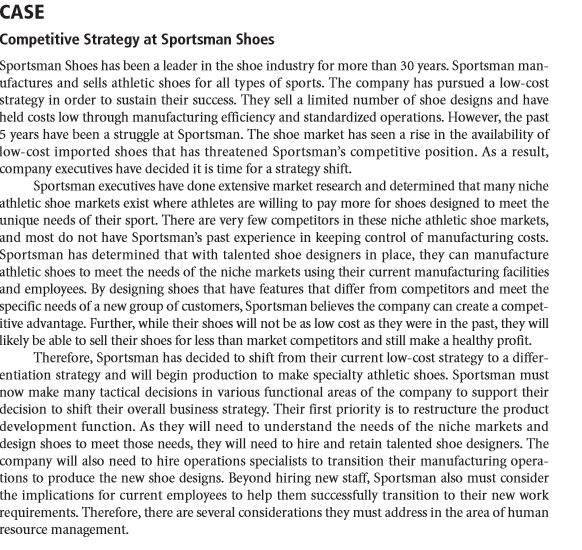 CASE
Competitive Strategy at Sportsman Shoes
Sportsman Shoes has been a leader in the shoe industry for more than 30 years. Sportsman man-
ufactures and sells athletic shoes for all types of sports. The company has pursued a low-cost
strategy in order to sustain their success. They sell a limited number of shoe designs and have
held costs low through manufacturing efficiency and standardized operations. However, the past
5 years have been a struggle at Sportsman. The shoe market has seen a rise in the availability of
low-cost imported shoes that has threatened Sportsman's competitive position. As a result,
company executives have decided it is time for a strategy shift.
Sportsman executives have done extensive market research and determined that many niche
athletic shoe markets exist where athletes are willing to pay more for shoes designed to meet the
unique needs of their sport. There are very few competitors in these niche athletic shoe markets,
and most do not have Sportsman's past experience in keeping control of manufacturing costs.
Sportsman has determined that with talented shoe designers in place, they can manufacture
athletic shoes to meet the needs of the niche markets using their current manufacturing facilities
and employees. By designing shoes that have features that differ from competitors and meet the
specific needs of a new group of customers, Sportsman believes the company can create a compet-
itive advantage. Further, while their shoes will not be as low cost as they were in the past, they will
likely be able to sell their shoes for less than market competitors and still make a healthy profit.
Therefore, Sportsman has decided to shift from their current low-cost strategy to a differ-
entiation strategy and will begin production to make specialty athletic shoes. Sportsman must
now make many tactical decisions in various functional areas of the company to support their
decision to shift their overall business strategy. Their first priority is to restructure the product
development function. As they will need to understand the needs of the niche markets and
design shoes to meet those needs, they will need to hire and retain talented shoe designers. The
company will also need to hire operations specialists to transition their manufacturing opera-
tions to produce the new shoe designs. Beyond hiring new staff, Sportsman also must consider
the implications for current employees to help them successfully transition to their new work
requirements. Therefore, there are several considerations they must address in the area of human
resource management.